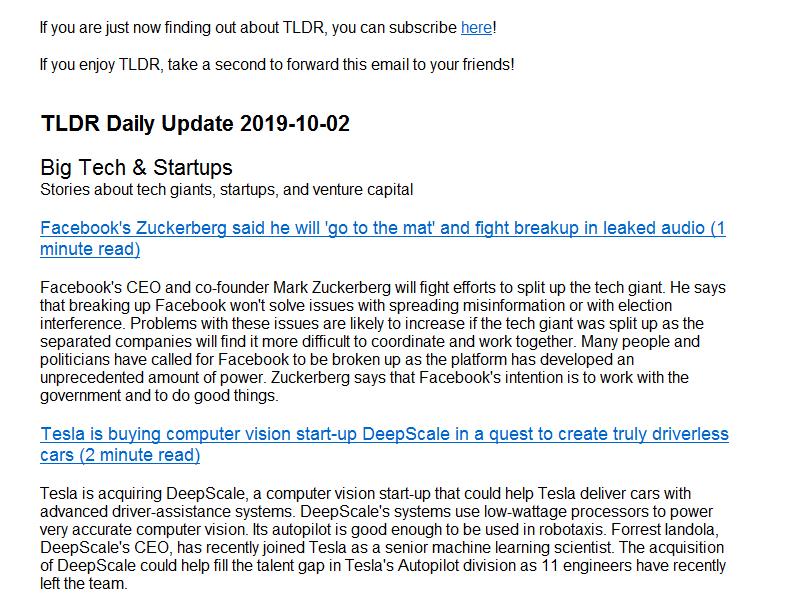 If you are just now finding out about TLDR, you can subscribe here!
If you enjoy TLDR, take a second to forward this email to your friends!
TLDR Daily Update 2019-10-02
Big Tech & Startups
Stories about tech giants, startups, and venture capital
Facebook's Zuckerberg said he will 'go to the mat' and fight breakup in leaked audio (1
minute read)
Facebook's CEO and co-founder Mark Zuckerberg will fight efforts to split up the tech giant. He says
that breaking up Facebook won't solve issues with spreading misinformation or with election
interference. Problems with these issues are likely to increase if the tech giant was split up as the
separated companies will find it more difficult to coordinate and work together. Many people and
politicians have called for Facebook to be broken up as the platform has developed an
unprecedented amount of power. Zuckerberg says that Facebook's intention is to work with the
government and to do good things.
Tesla is buying computer vision start-up DeepScale in a quest to create truly driverless
cars (2 minute read)
Tesla is acquiring DeepScale, a computer vision start-up that could help Tesla deliver cars with
advanced driver-assistance systems. DeepScale's systems use low-wattage processors to power
very accurate computer vision. Its autopilot is good enough to be used in robotaxis. Forrest Iandola,
DeepScale's CEO, has recently joined Tesla as a senior machine learning scientist. The acquisition
of DeepScale could help fill the talent gap in Tesla's Autopilot division as 11 engineers have recently
left the team.